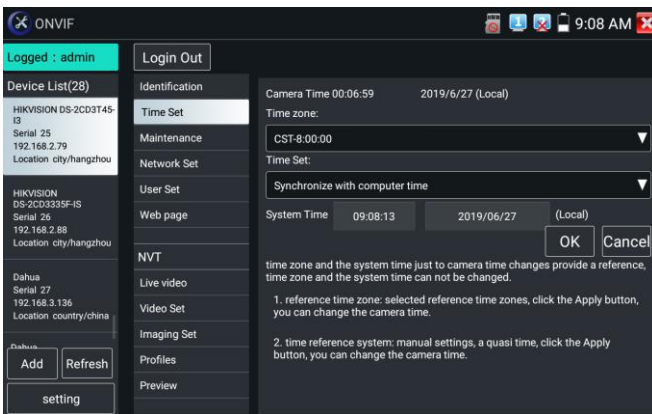 ONVIF
9:08 AM
Logged : admin
Login Out
Device List(28)
HIKVISION DS-2CD3T45-
I3
Serial 25
192.168.2.79
Location city/hangzhou
HIKVISION
DS-2CD3335F-IS
Serial 26
192.168.2.88
Location city/hangzhou
Dahua
Serial 27
192.168.3.136
Location country/china
Dahua
Add
Refresh
setting
Identification
Time Set
Maintenance
Network Set
User Set
Web page
NVT
Live video
Video Set
Imaging Set
Profiles
Preview
Camera Time 00:06:59 2019/6/27 (Local)
Time zone:
CST-8:00:00
Time Set:
Synchronize with computer time
System Time 09:08:13 2019/06/27 (Local)
OK Cancel
time zone and the system time just to camera time changes provide a reference,
time zone and the system time can not be changed.
1. reference time zone: selected reference time zones, click the Apply button,
you can change the camera time.
2. time reference system: manual settings, a quasi time, click the Apply
button, you can change the camera time.